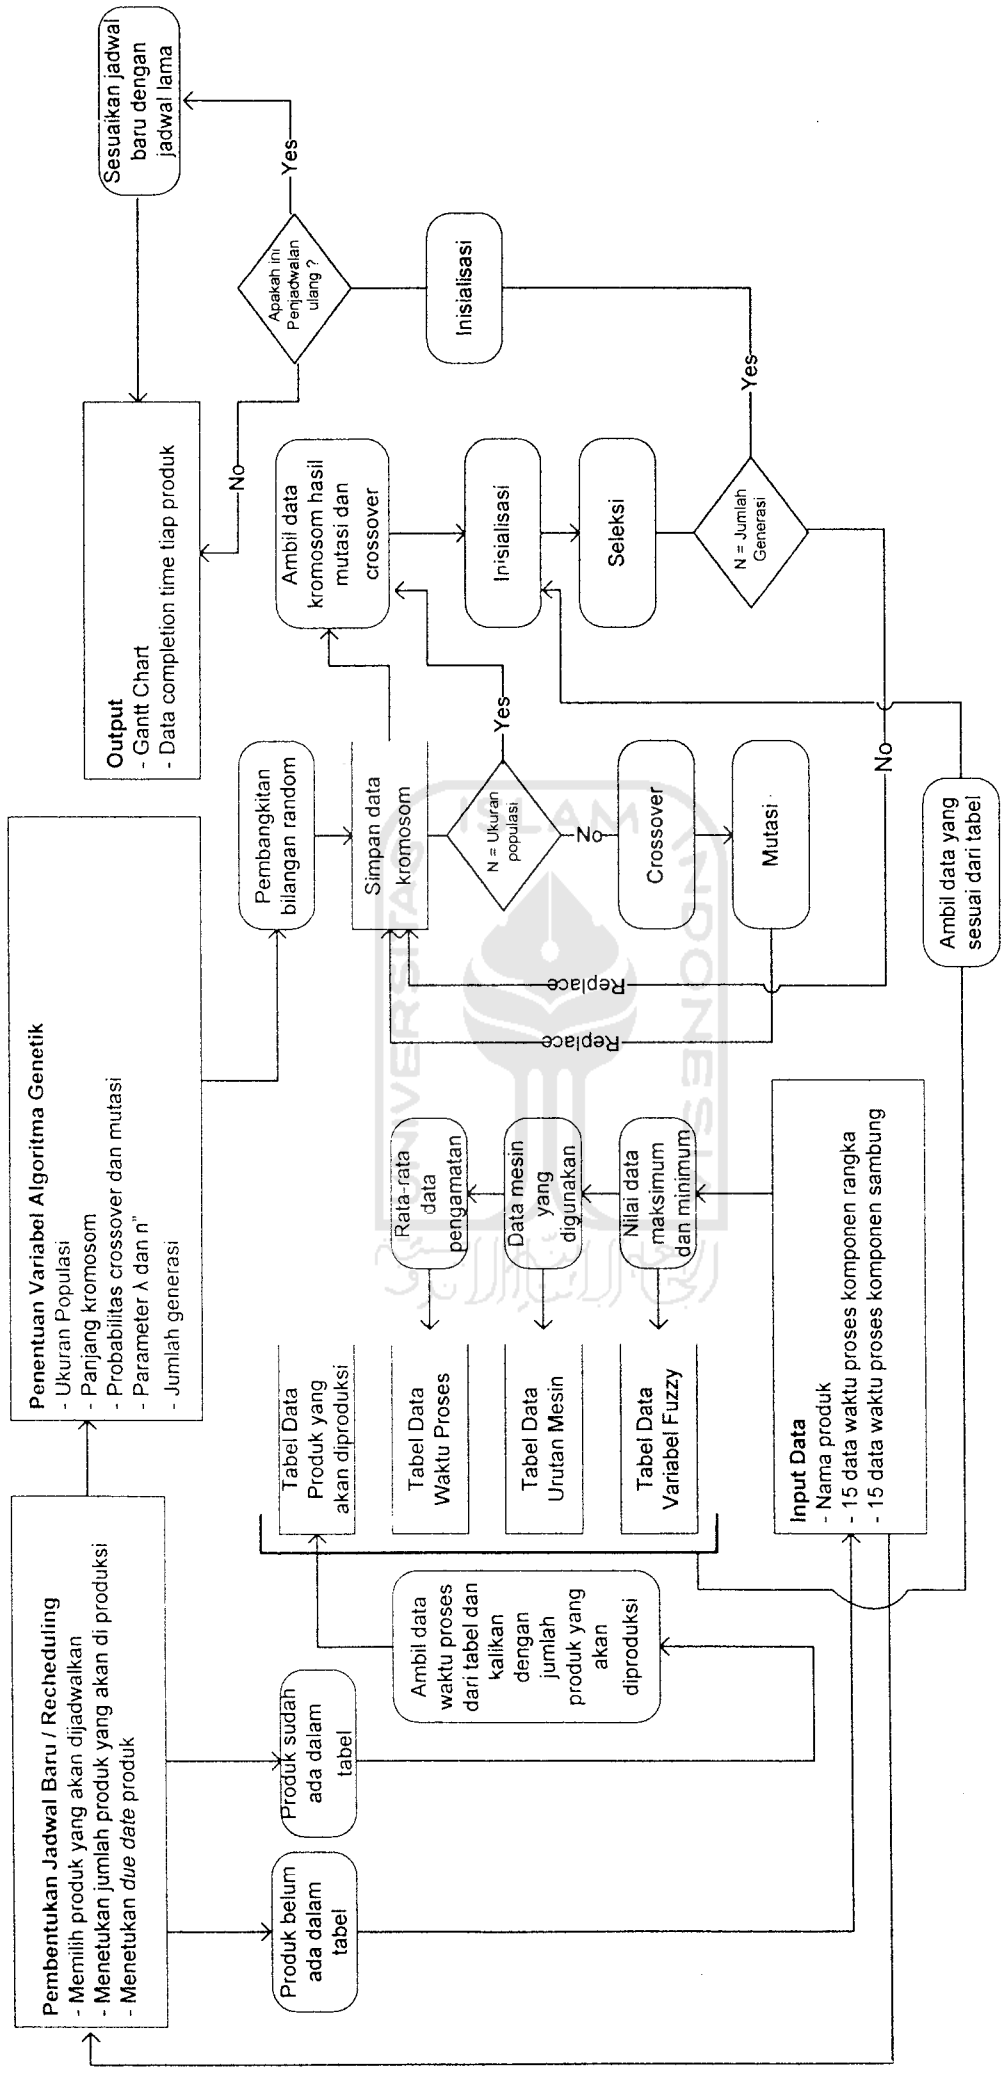 Pembentukan Jadwal Baru / Recheduling
- Memilih produk yang akan dijadwalkan
- Menetukan jumlah produk yang akan di produksi
- Menetukan due date produk
Penentuan Variabel Algoritma Genetik
- Ukuran Populasi
- Panjang kromosom
- Probabilitas crossover dan mutasi
- Parameter λ dan n"
- Jumlah generasi
Output
- Gantt Chart
- Data completion time tiap produk
Sesuaikan jadwal
baru dengan
jadwal lama
Produk belum
ada dalam
tabel
Produk sudah
ada dalam
tabel
Ambil data
waktu proses
dari tabel dan
kalikan
dengan
jumlah
produk yang
akan
diproduksi
Tabel Data
Produk yang
akan diproduksi
Tabel Data
Waktu Proses
Tabel Data
Urutan Mesin
Tabel Data
Variabel Fuzzy
Rata-rata
data
pengamatan
Data mesin
yang
digunakan
Nilai data
maksimum
dan minimum
Input Data
- Nama produk
- 15 data waktu proses komponen rangka
- 15 data waktu proses komponen sambung
Pembangkitan
bilangan random
Simpan data
kromosom
N = Ukuran
populasi
Yes
No
Crossover
Mutasi
Replace
Replace
Ambil data
kromosom hasil
mutasi dan
crossover
Inisialisasi
Seleksi
N = Jumlah
Generasi
Yes
No
Ambil data yang
sesuai dari tabel
Inisialisasi
Apakah ini
Penjadwalan
ulang ?
Yes
No
UNIVERSITAS
ISLAM
INDONESIA